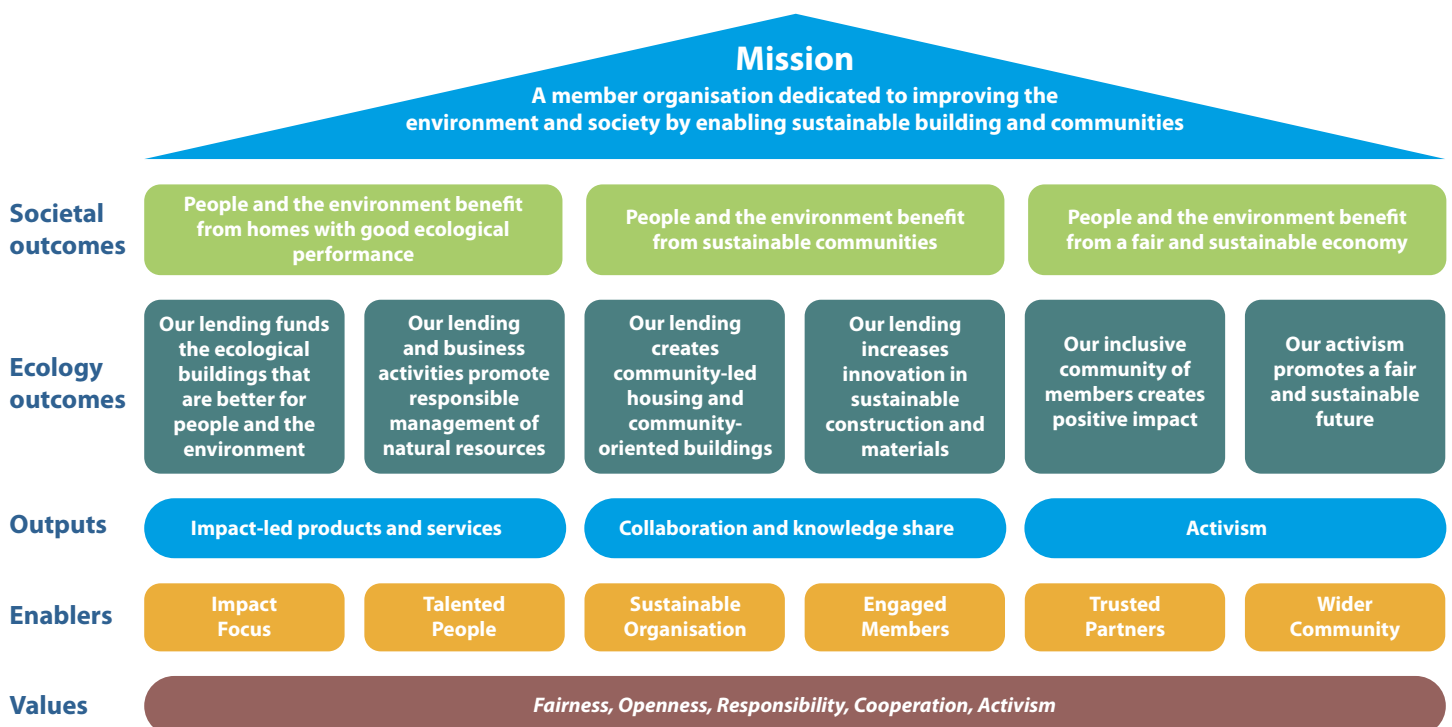 Mission
A member organisation dedicated to improving the
environment and society by enabling sustainable building and communities
Societal
outcomes
People and the environment benefit
from homes with good ecological
performance
People and the environment benefit
from sustainable communities
People and the environment benefit
from a fair and sustainable economy
Ecology
outcomes
Our lending funds
the ecological
buildings that
are better for
people and the
environment
Our lending
and business
activities promote
responsible
management of
natural resources
Our lending
creates
community-led
housing and
community-
oriented buildings
Our lending
increases
innovation in
sustainable
construction and
materials
Our inclusive
community of
members creates
positive impact
Our activism
promotes a fair
and sustainable
future
Outputs
Impact-led products and services
Collaboration and knowledge share
Activism
Enablers
Impact
Focus
Talented
People
Sustainable
Organisation
Engaged
Members
Trusted
Partners
Wider
Community
Values
Fairness, Openness, Responsibility, Cooperation, Activism